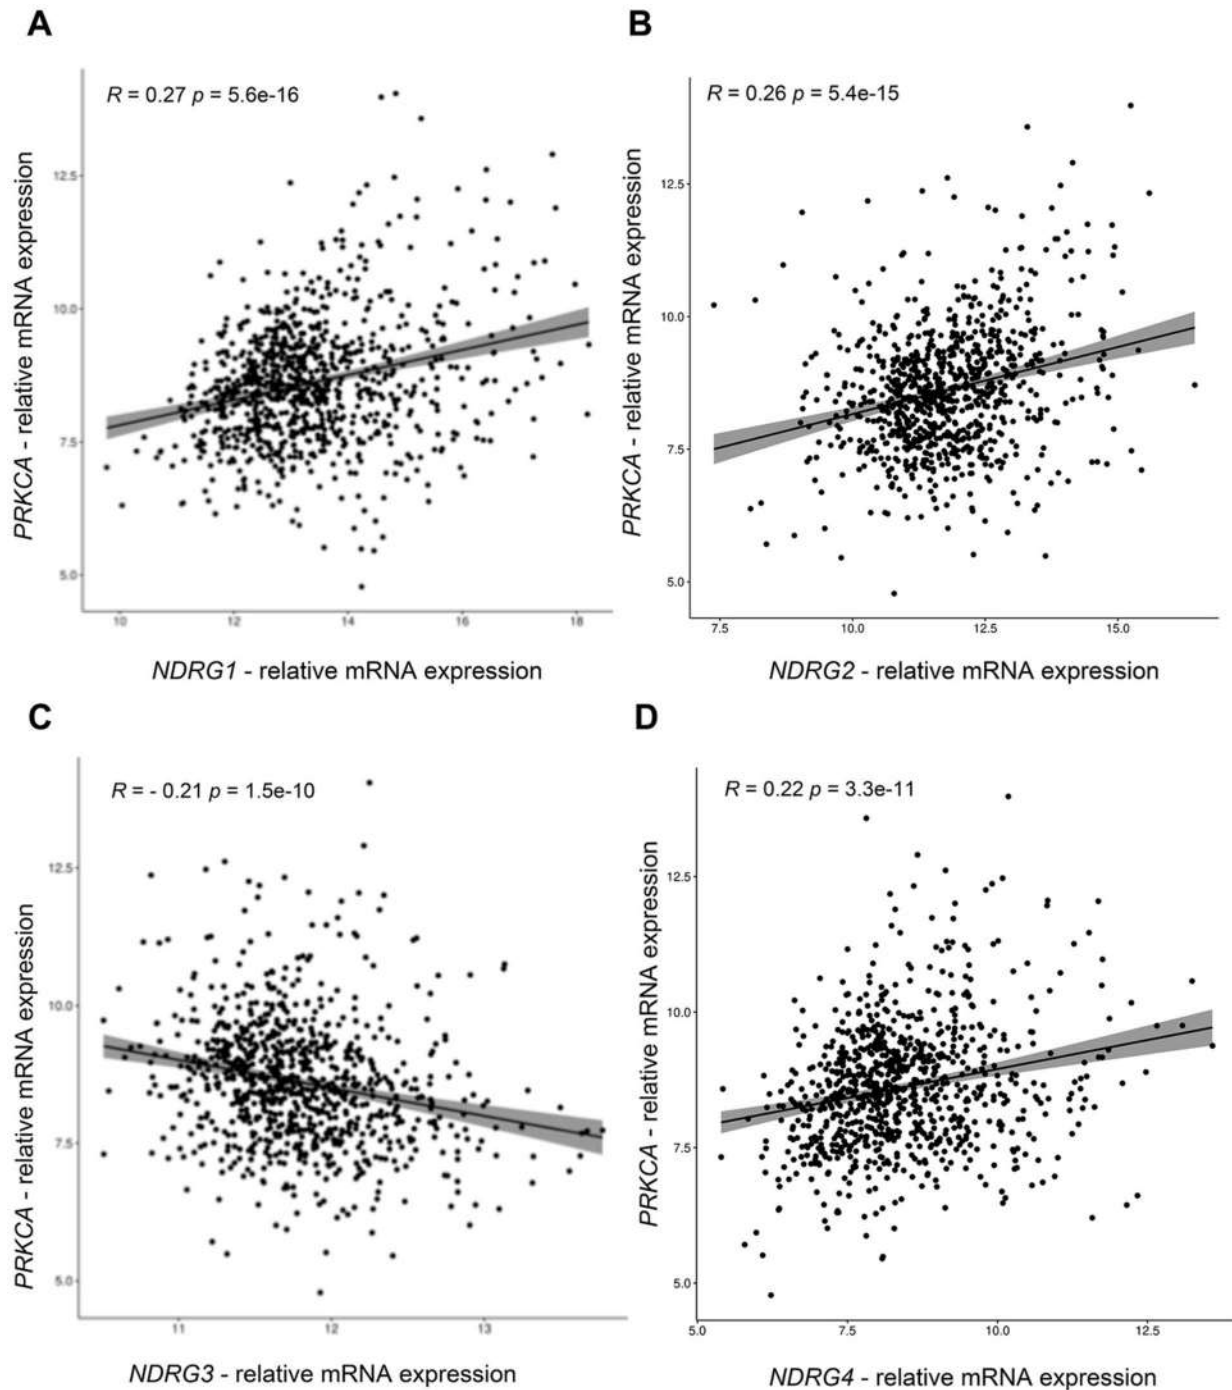 A
R = 0.27 p = 5.6e-16
PRKCA - relative mRNA expression
12.5
10.0
7.5
5.0
10 12 14 16 18
NDRG1 - relative mRNA expression
B
R = 0.26 p = 5.4e-15
PRKCA - relative mRNA expression
12.5
10.0
7.5
5.0
7.5 10.0 12.5 15.0
NDRG2 - relative mRNA expression
C
R = - 0.21 p = 1.5e-10
PRKCA - relative mRNA expression
12.5
10.0
7.5
5.0
11 12 13
NDRG3 - relative mRNA expression
D
R = 0.22 p = 3.3e-11
PRKCA - relative mRNA expression
12.5
10.0
7.5
5.0
5.0 7.5 10.0 12.5
NDRG4 - relative mRNA expression